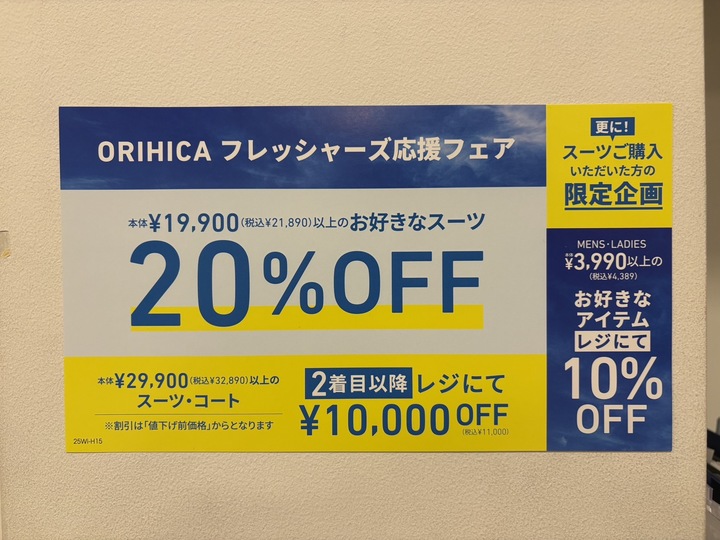 ORIHICA フレッシャーズ応援フェア
本体¥19,900(税込¥21,890)以上のお好きなスーツ
20%OFF
本体¥29,900(税込¥32,890)以上の
スーツ・コート
※割引は「値下げ前価格」からとなります
25WI-H15
2着目以降 レジにて
¥10,000OFF
(税込¥11,000)
更に!
スーツご購入
いただいた方の
限定企画
MENS・LADIES
本体¥3,990以上の
(税込¥4,389)
お好きな
アイテム
レジにて
10%
OFF